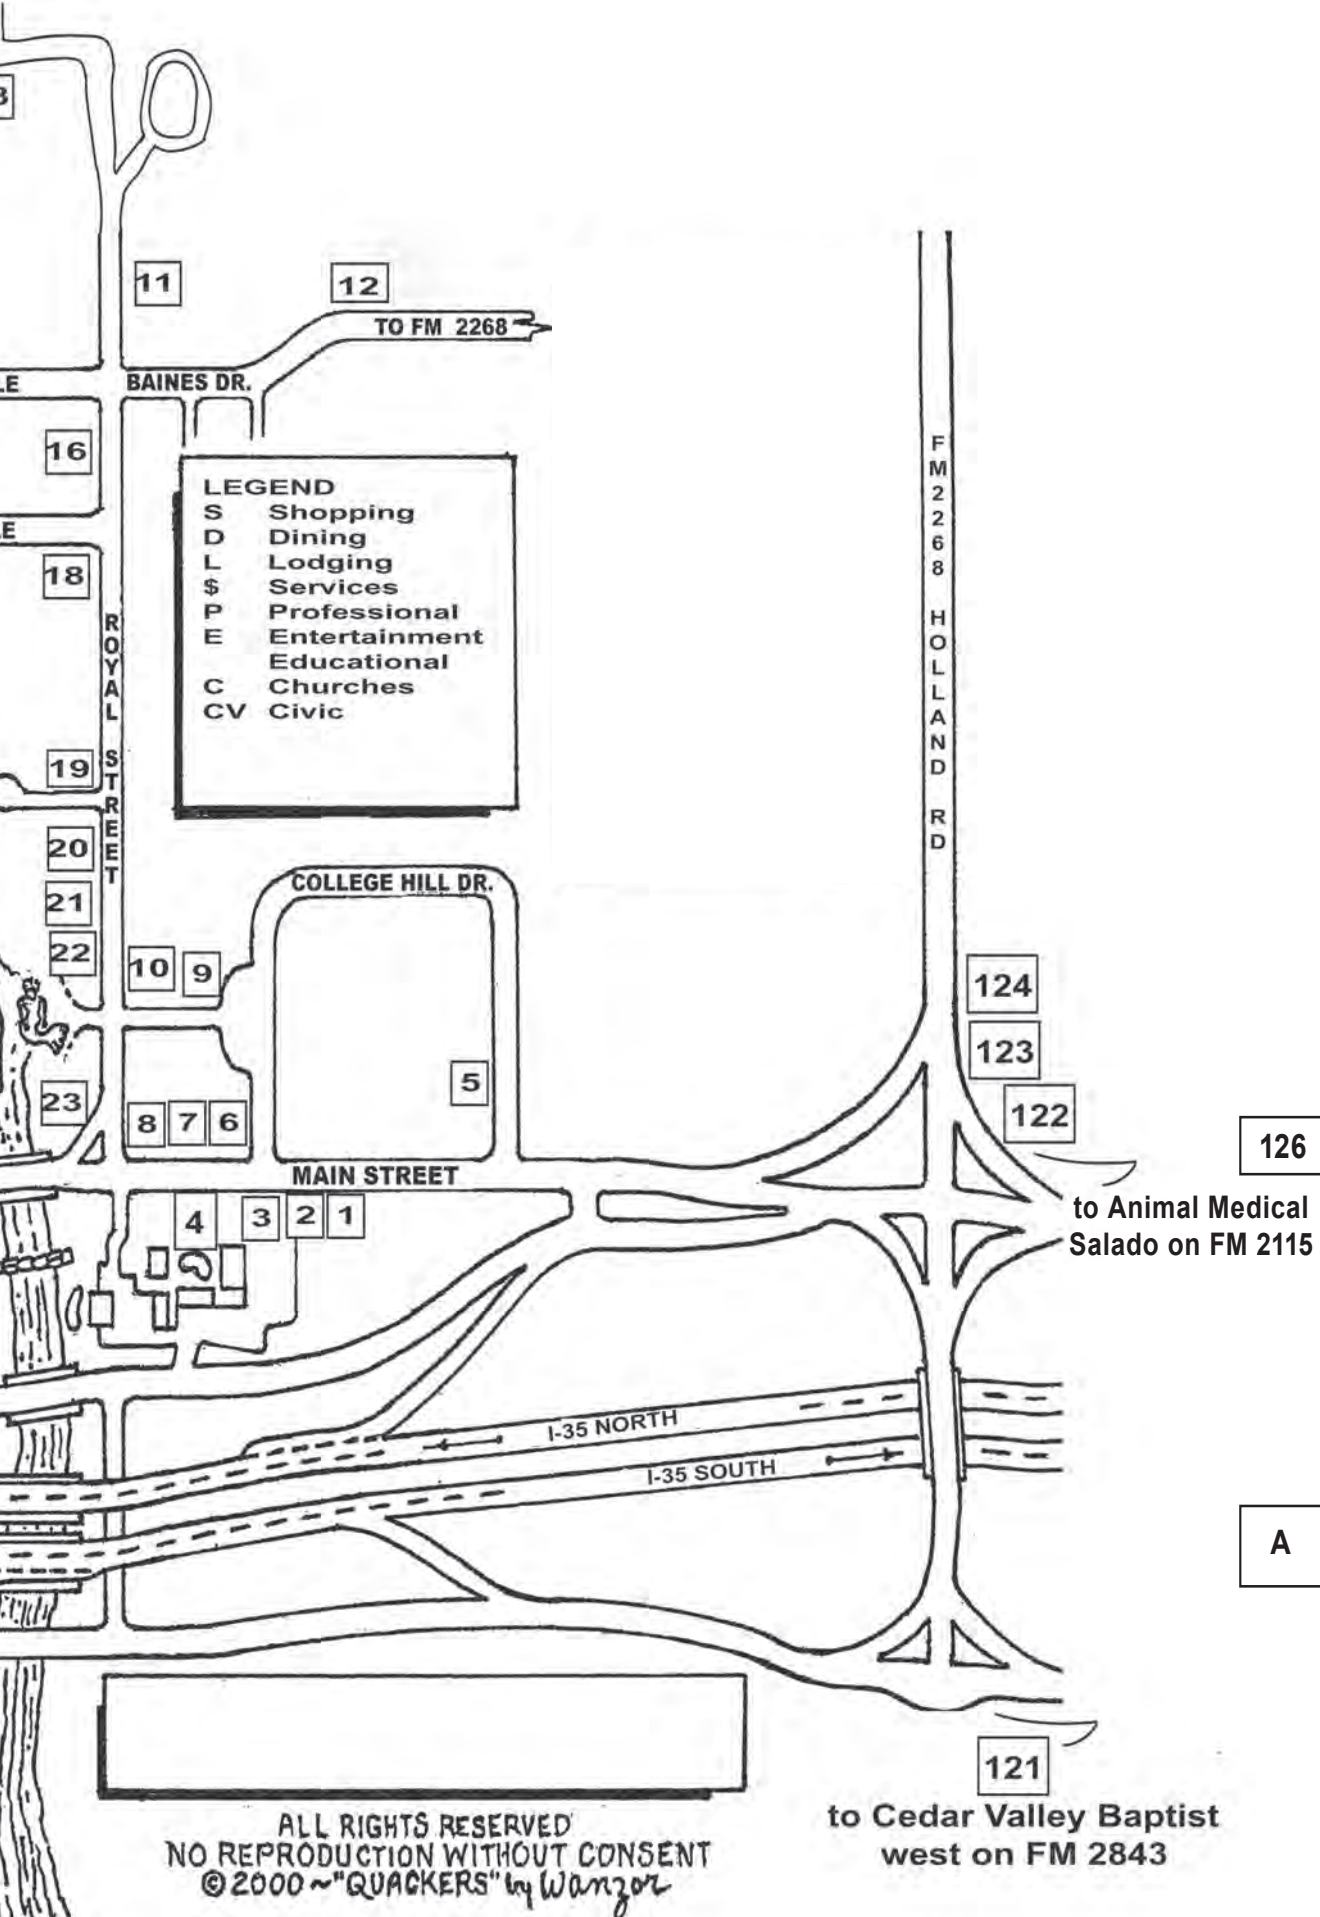 11
12
TO FM 2268
LE
BAINES DR.
16
LEGEND
S Shopping
D Dining
L Lodging
$ Services
P Professional
E Entertainment
Educational
C Churches
CV Civic
18
ROYAL STREET
19
20
21
22
COLLEGE HILL DR.
10
9
FM 2268 HOLLAND RD
124
123
122
5
23
8
7
6
MAIN STREET
4
3
2
1
126
to Animal Medical
Salado on FM 2115
I-35 NORTH
I-35 SOUTH
A
121
to Cedar Valley Baptist
west on FM 2843
ALL RIGHTS RESERVED
NO REPRODUCTION WITHOUT CONSENT
©2000~"QUACKERS" by Wanzor